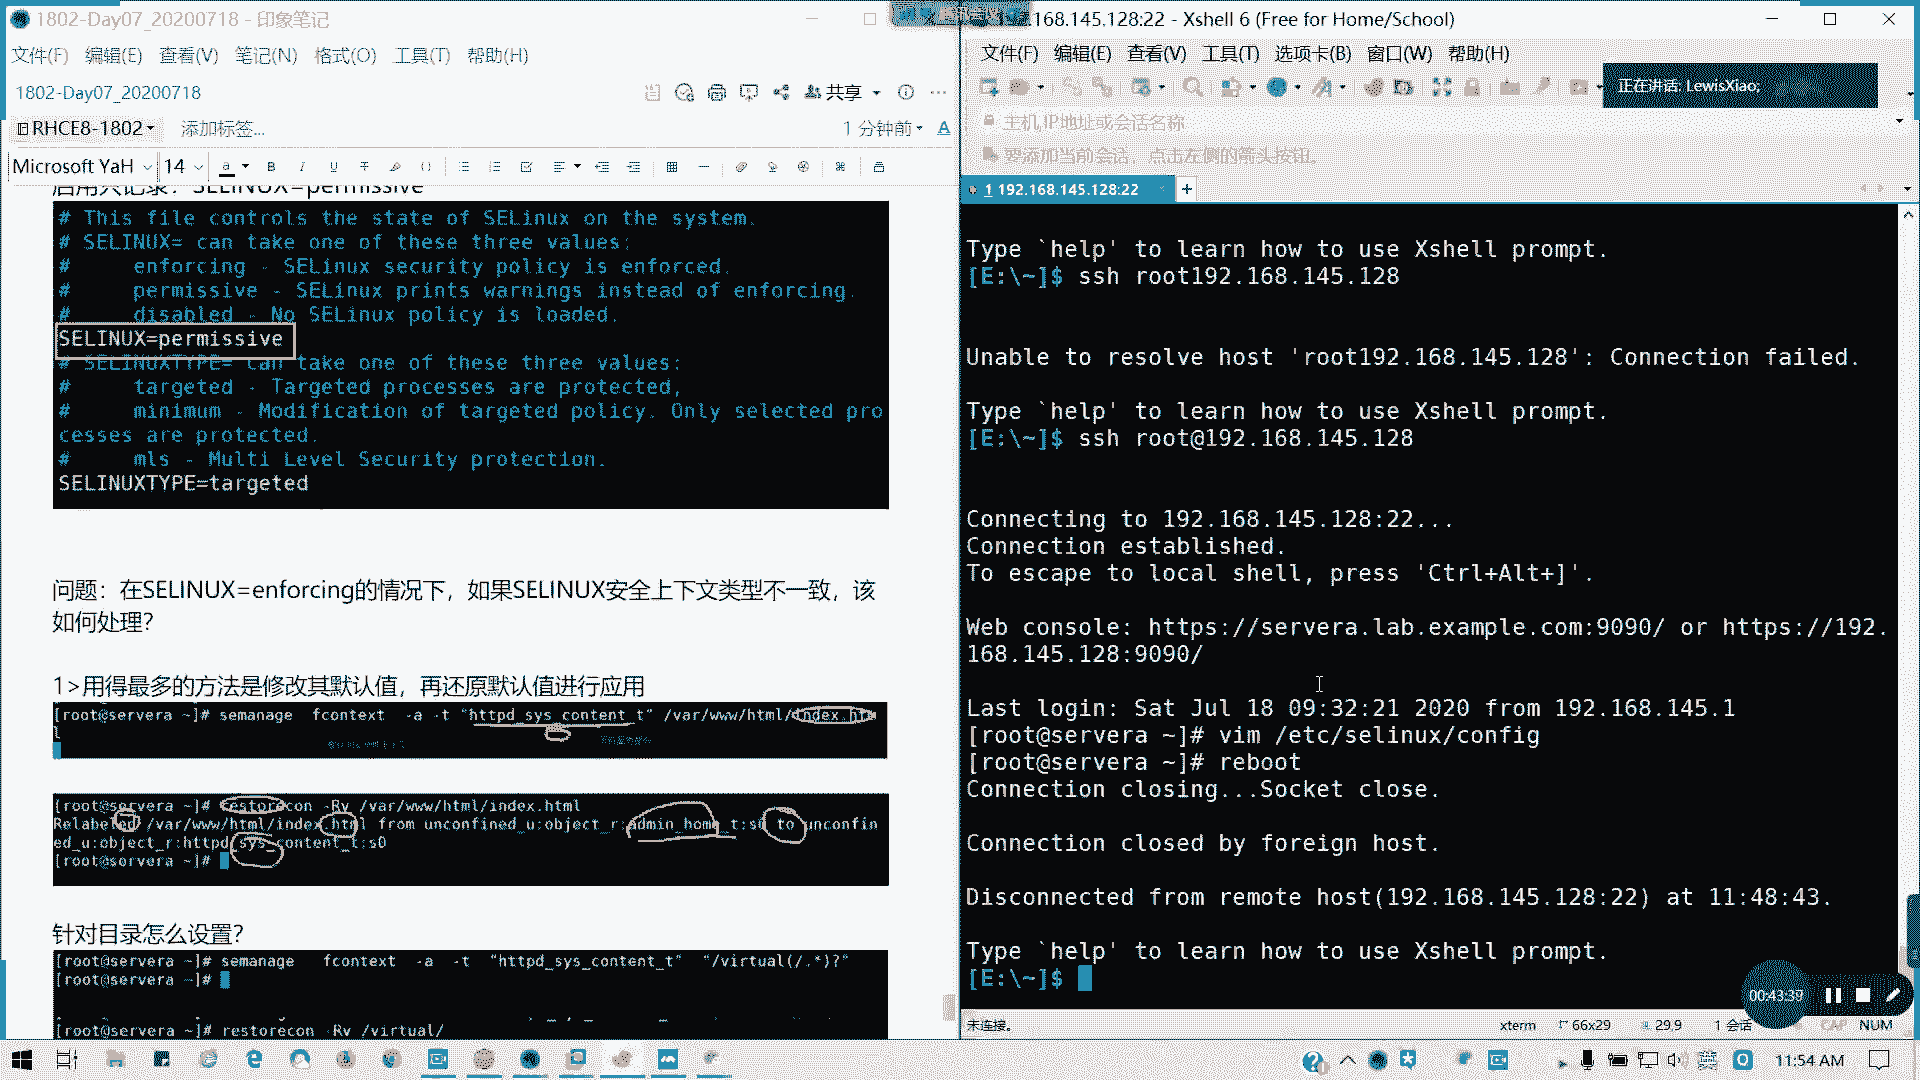 1802-Day07_20200718 - 印象笔记
文件(F) 编辑(E) 查看(V) 笔记(N) 格式(O) 工具(T) 帮助(H)
1802-Day07_20200718
共享
RHCE8-1802 添加标签...
1 分钟前
Microsoft YaH 14
启用只记录：SELINUX=permissive
# This file controls the state of SELinux on the system.
# SELINUX= can take one of these three values:
#     enforcing - SELinux security policy is enforced.
#     permissive - SELinux prints warnings instead of enforcing.
#     disabled - No SELinux policy is loaded.
SELINUX=permissive
# SELINUXTYPE= can take one of these three values:
#     targeted - Targeted processes are protected,
#     minimum - Modification of targeted policy. Only selected pro
cesses are protected.
#     mls - Multi Level Security protection.
SELINUXTYPE=targeted
问题：在SELINUX=enforcing的情况下，如果SELINUX安全上下文类型不一致，该
如何处理？
1>用得最多的方法是修改其默认值，再还原默认值进行应用
[root@servera ~]# semanage  fcontext  -a -t "httpd_sys_content_t" /var/www/html/index.htm
l
[root@servera ~]# restorecon -Rv /var/www/html/index.html
Relabeled /var/www/html/index.html from unconfined_u:object_r:admin_home_t:s0 to unconfin
ed_u:object_r:httpd_sys_content_t:s0
[root@servera ~]#
针对目录怎么设置？
[root@servera ~]# semanage   fcontext  -a  -t  "httpd_sys_content_t"  "/virtual(/.*)?"
[root@servera ~]#
[root@servera ~]# restorecon -Rv /virtual/
168.145.128:22 - Xshell 6 (Free for Home/School)
文件(F) 编辑(E) 查看(V) 工具(T) 选项卡(B) 窗口(W) 帮助(H)
正在讲话: LewisXiao;
主机,IP地址或会话名称
要添加当前会话，点击左侧的箭头按钮。
1 192.168.145.128:22
Type `help' to learn how to use Xshell prompt.
[E:\~]$ ssh root192.168.145.128
Unable to resolve host 'root192.168.145.128': Connection failed.
Type `help' to learn how to use Xshell prompt.
[E:\~]$ ssh root@192.168.145.128
Connecting to 192.168.145.128:22...
Connection established.
To escape to local shell, press 'Ctrl+Alt+]'.
Web console: https://servera.lab.example.com:9090/ or https://192.
168.145.128:9090/
Last login: Sat Jul 18 09:32:21 2020 from 192.168.145.1
[root@servera ~]# vim /etc/selinux/config
[root@servera ~]# reboot
Connection closing...Socket close.
Connection closed by foreign host.
Disconnected from remote host(192.168.145.128:22) at 11:48:43.
Type `help' to learn how to use Xshell prompt.
[E:\~]$
00:43:39
未连接。 xterm 66x29 29,9 1 会话 CAP NUM
11:54 AM